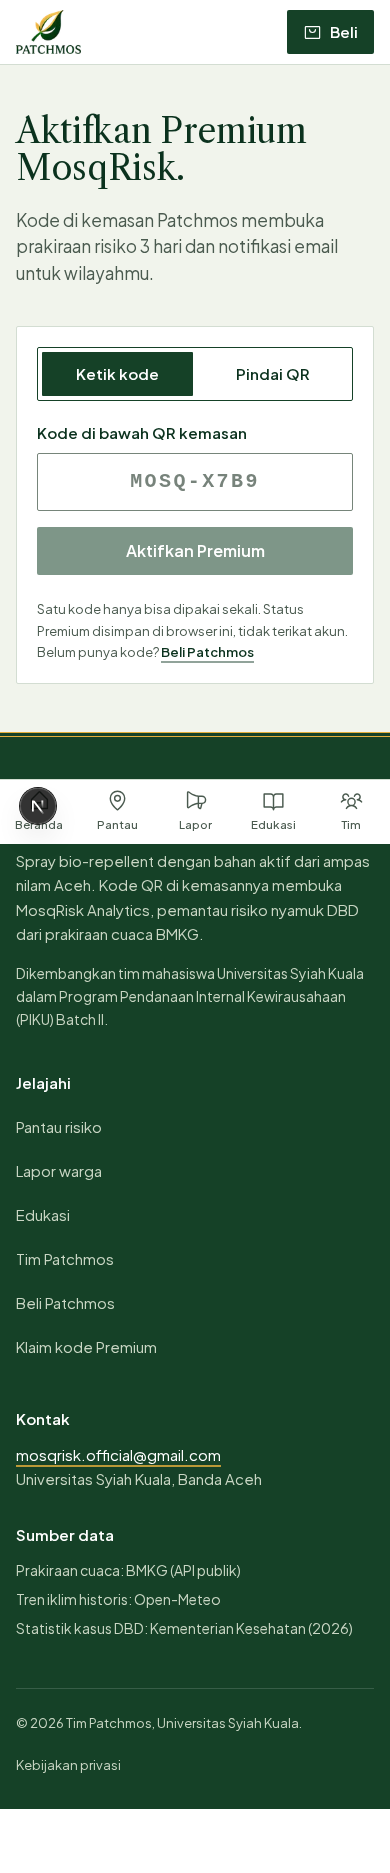 PATCHMOS
Beli
Aktifkan Premium
MosqRisk.
Kode di kemasan Patchmos membuka
prakiraan risiko 3 hari dan notifikasi email
untuk wilayahmu.
Ketik kode
Pindai QR
Kode di bawah QR kemasan
MOSQ-X7B9
Aktifkan Premium
Satu kode hanya bisa dipakai sekali. Status
Premium disimpan di browser ini, tidak terikat akun.
Belum punya kode? Beli Patchmos
N
Beranda
Pantau
Lapor
Edukasi
Tim
Spray bio-repellent dengan bahan aktif dari ampas
nilam Aceh. Kode QR di kemasannya membuka
MosqRisk Analytics, pemantau risiko nyamuk DBD
dari prakiraan cuaca BMKG.
Dikembangkan tim mahasiswa Universitas Syiah Kuala
dalam Program Pendanaan Internal Kewirausahaan
(PIKU) Batch II.
Jelajahi
Pantau risiko
Lapor warga
Edukasi
Tim Patchmos
Beli Patchmos
Klaim kode Premium
Kontak
mosqrisk.official@gmail.com
Universitas Syiah Kuala, Banda Aceh
Sumber data
Prakiraan cuaca: BMKG (API publik)
Tren iklim historis: Open-Meteo
Statistik kasus DBD: Kementerian Kesehatan (2026)
© 2026 Tim Patchmos, Universitas Syiah Kuala.
Kebijakan privasi